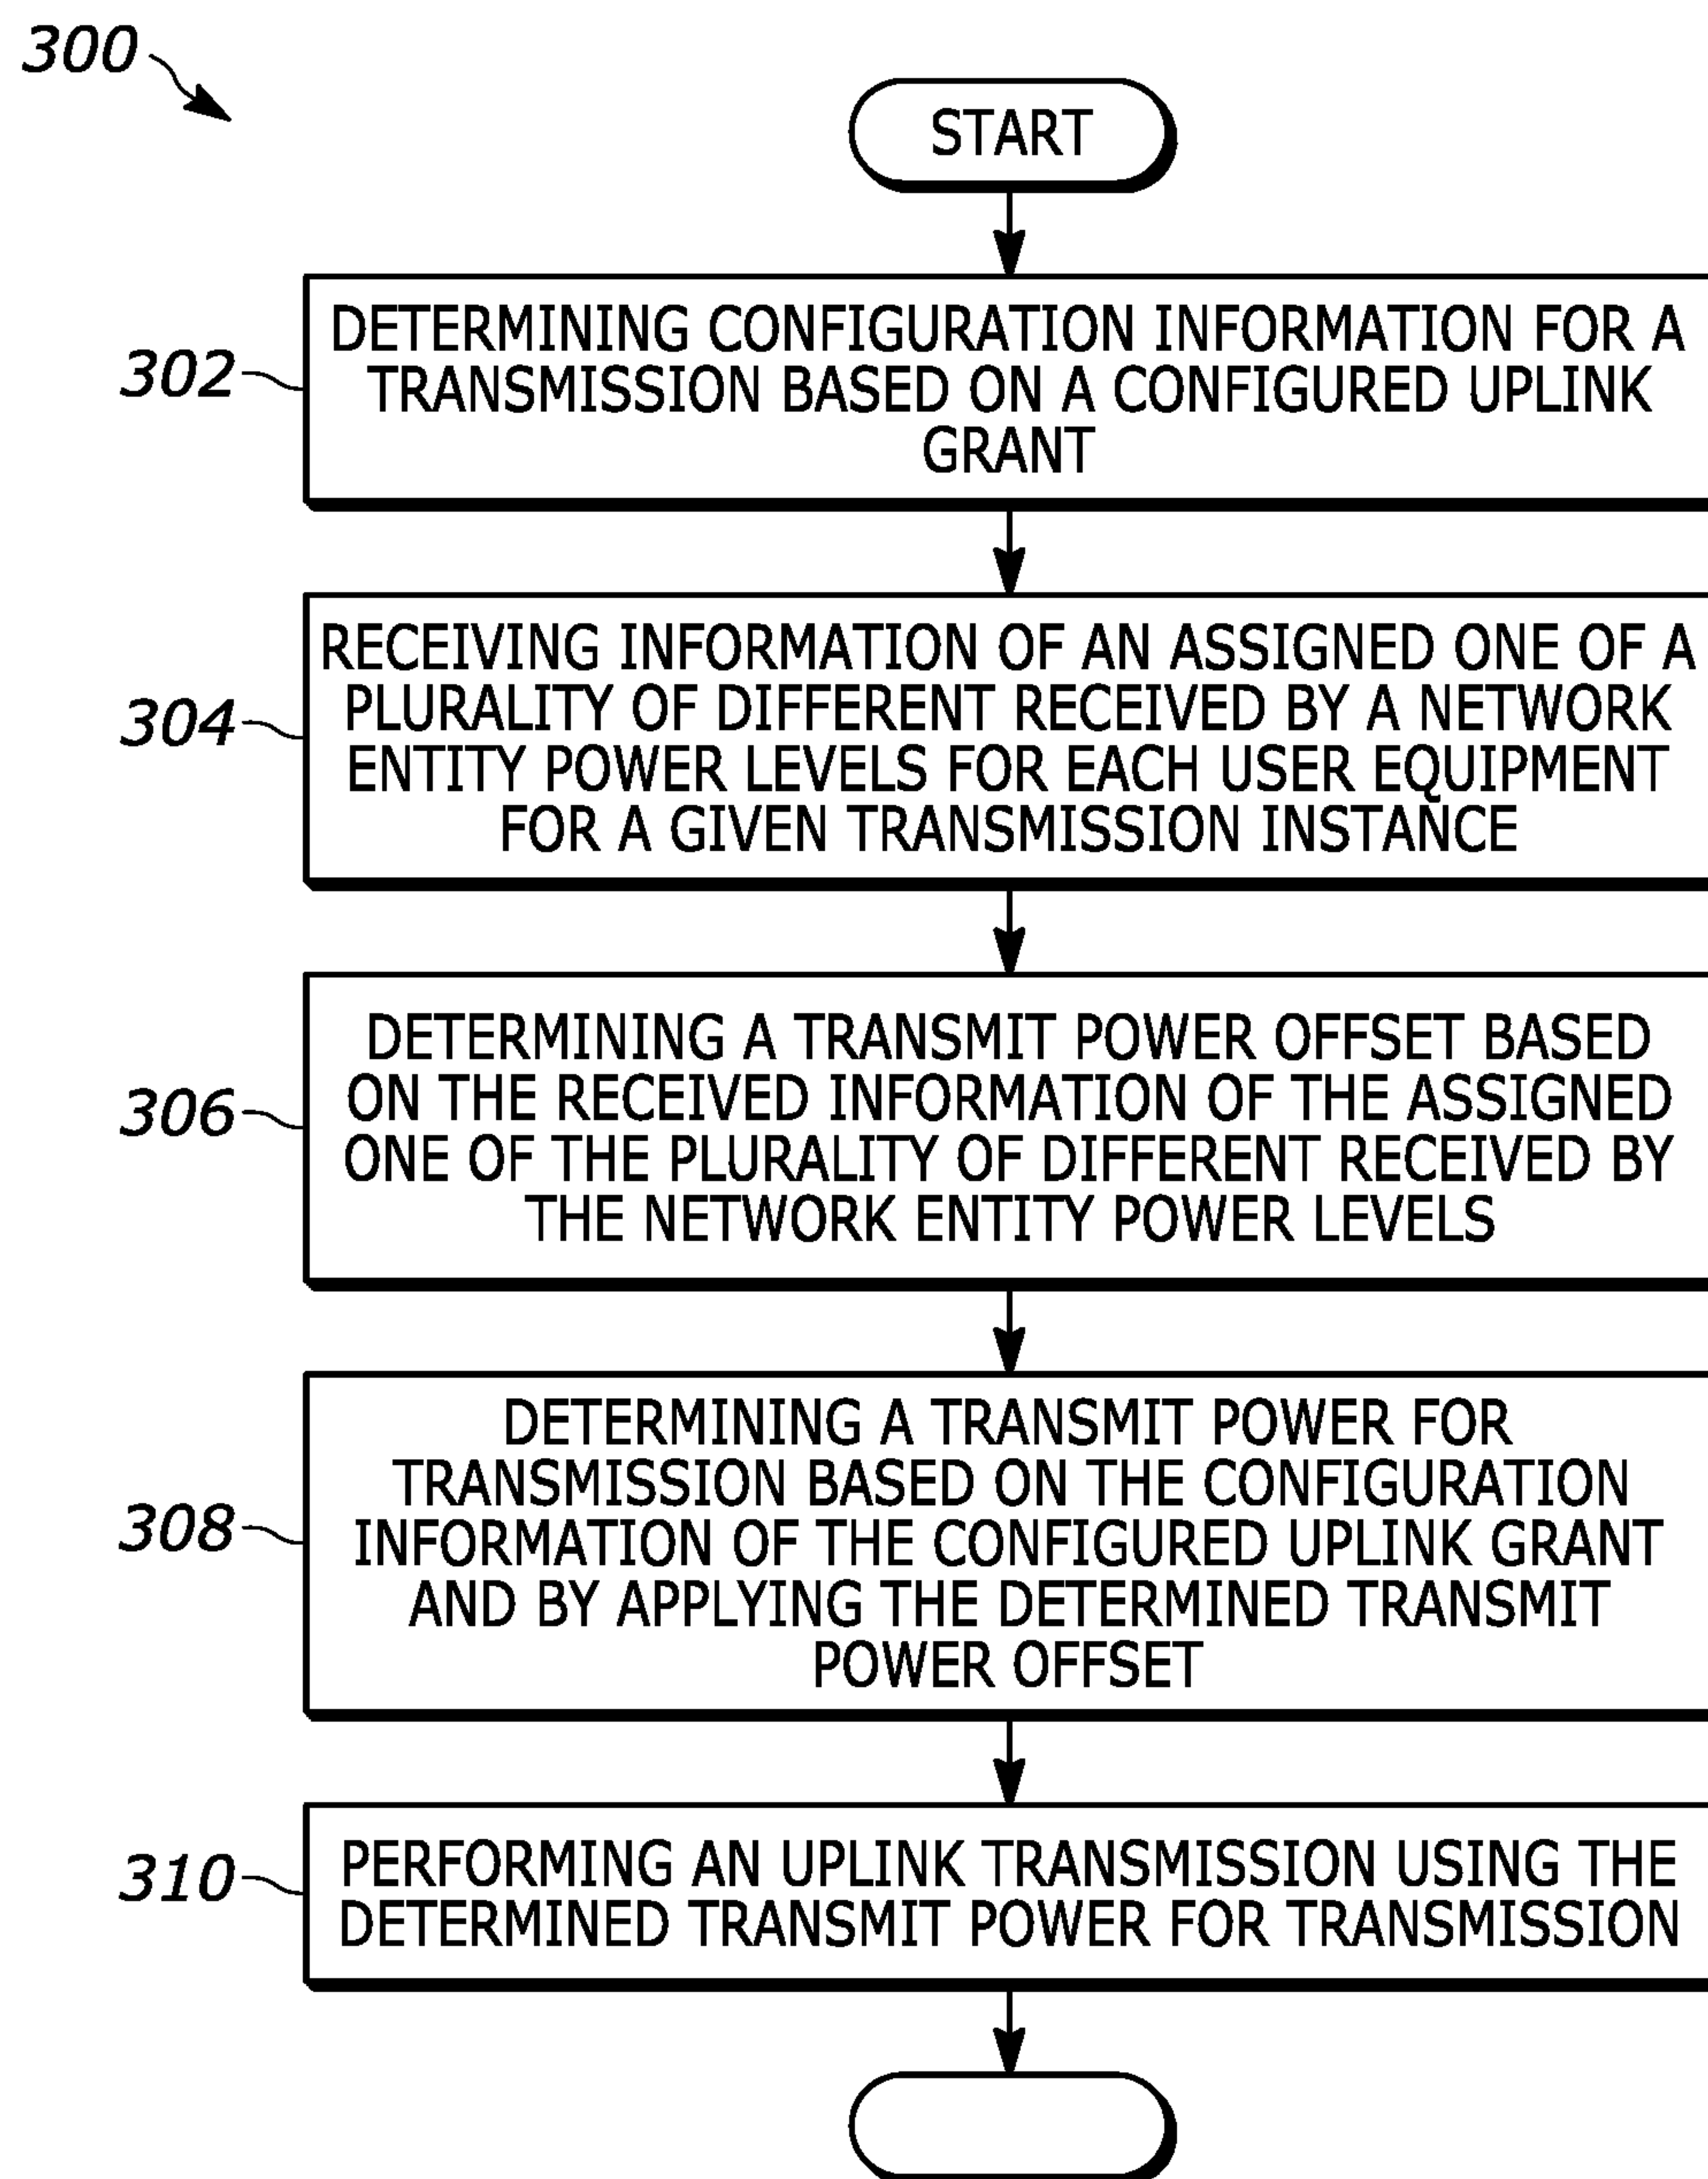 300
START
302
DETERMINING CONFIGURATION INFORMATION FOR A
TRANSMISSION BASED ON A CONFIGURED UPLINK
GRANT
304
RECEIVING INFORMATION OF AN ASSIGNED ONE OF A
PLURALITY OF DIFFERENT RECEIVED BY A NETWORK
ENTITY POWER LEVELS FOR EACH USER EQUIPMENT
FOR A GIVEN TRANSMISSION INSTANCE
306
DETERMINING A TRANSMIT POWER OFFSET BASED
ON THE RECEIVED INFORMATION OF THE ASSIGNED
ONE OF THE PLURALITY OF DIFFERENT RECEIVED BY
THE NETWORK ENTITY POWER LEVELS
308
DETERMINING A TRANSMIT POWER FOR
TRANSMISSION BASED ON THE CONFIGURATION
INFORMATION OF THE CONFIGURED UPLINK GRANT
AND BY APPLYING THE DETERMINED TRANSMIT
POWER OFFSET
310
PERFORMING AN UPLINK TRANSMISSION USING THE
DETERMINED TRANSMIT POWER FOR TRANSMISSION